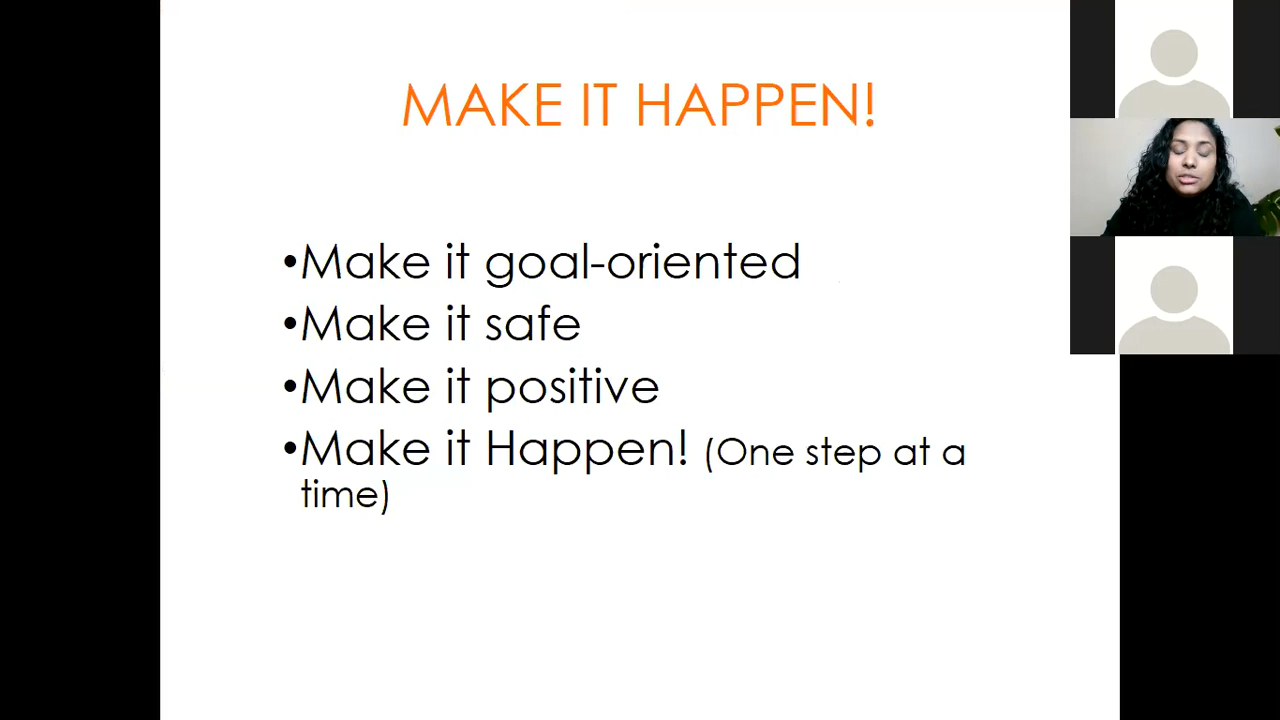 MAKE IT HAPPEN!
•Make it goal-oriented
•Make it safe
•Make it positive
•Make it Happen! (One step at a
time)